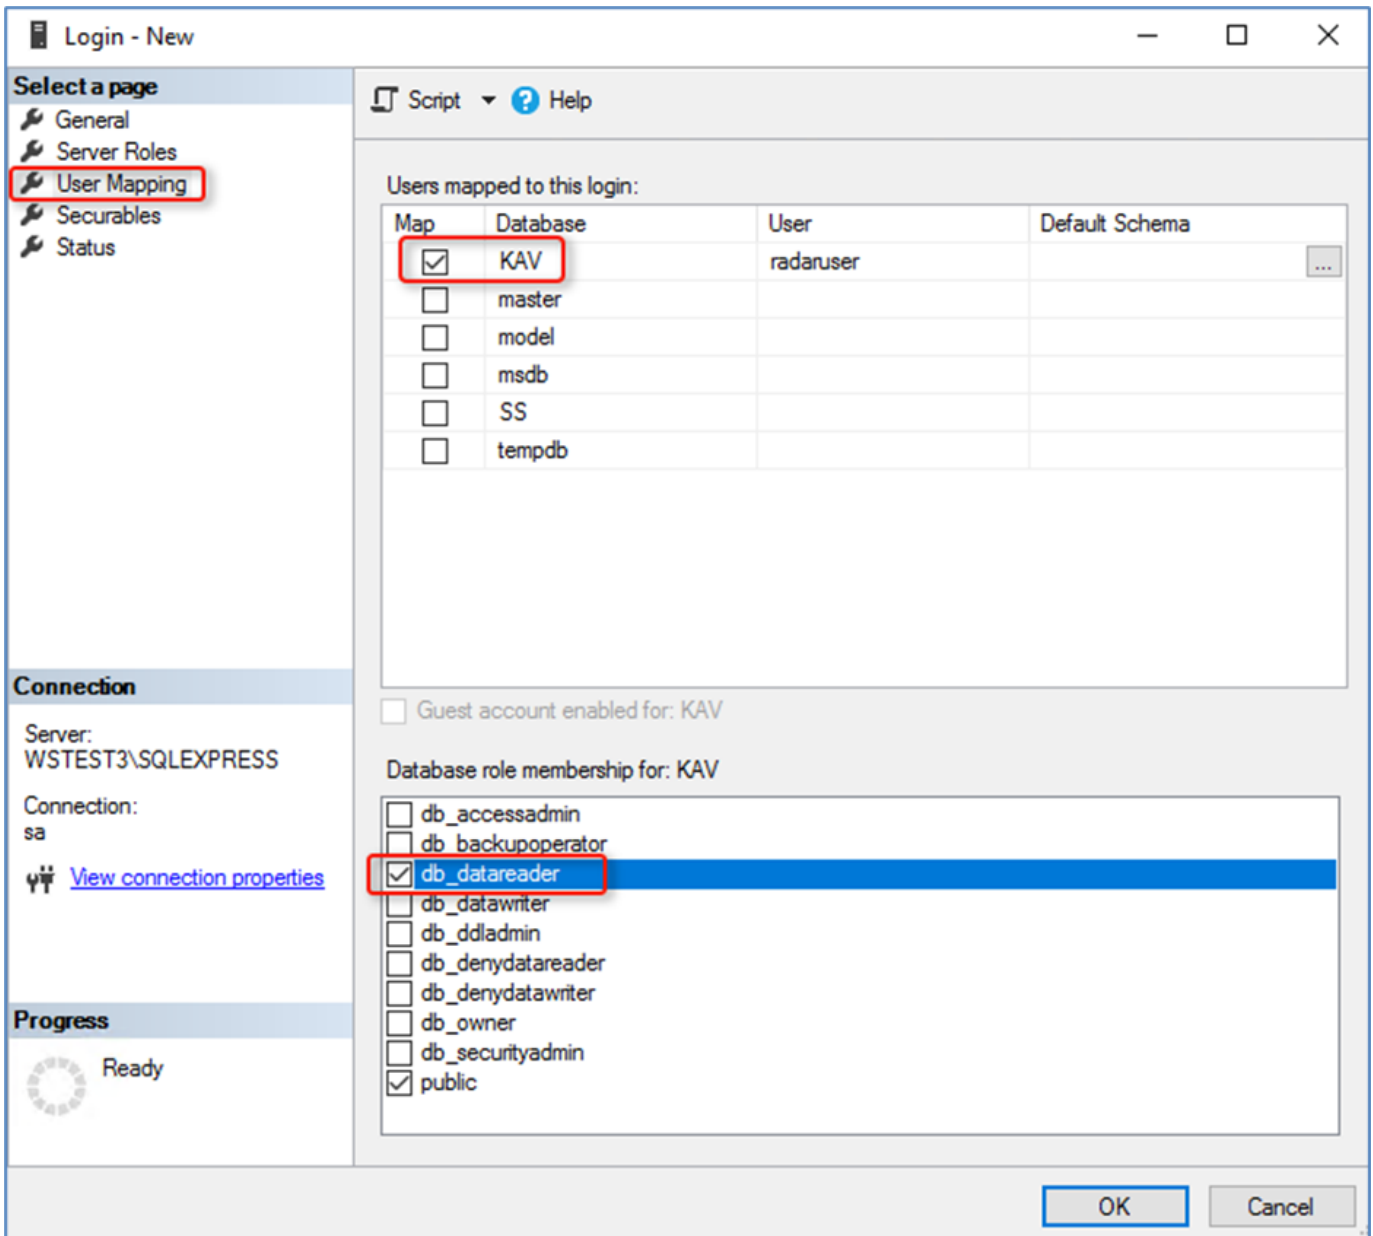 Login - New
Select a page
General
Server Roles
User Mapping
Securables
Status
Script Help
Users mapped to this login:
Map Database User Default Schema
KAV radaruser ...
master
model
msdb
SS
tempdb
Guest account enabled for: KAV
Database role membership for: KAV
db_accessadmin
db_backupoperator
db_datareader
db_datawriter
db_ddladmin
db_denydatareader
db_denydatawriter
db_owner
db_securityadmin
public
Connection
Server:
WSTEST3\SQLEXPRESS
Connection:
sa
View connection properties
Progress
Ready
OK Cancel